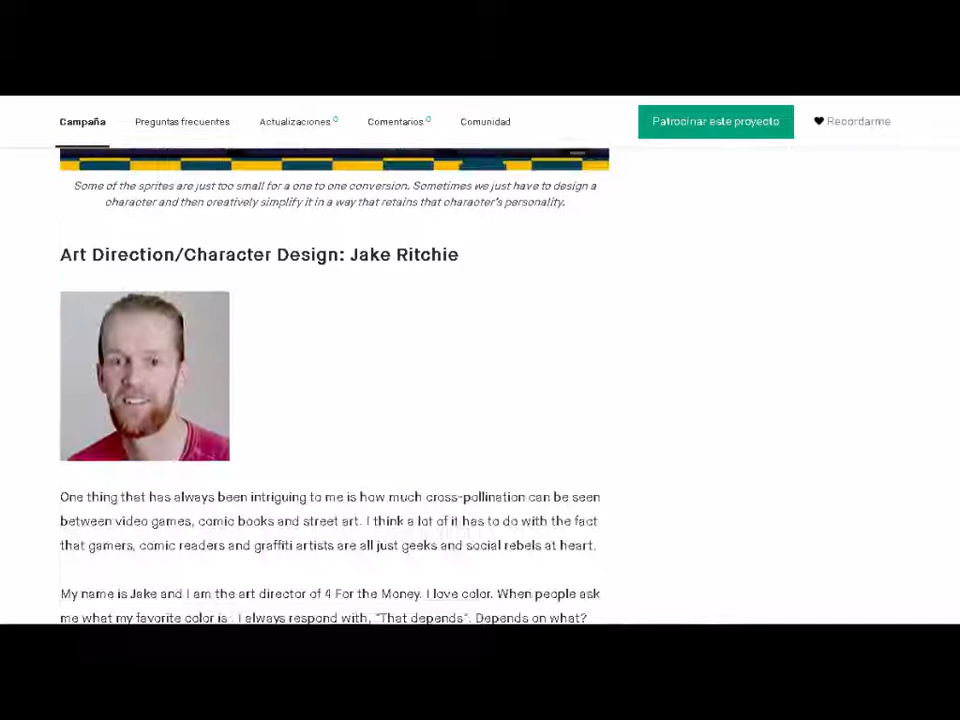 Campaña Preguntas frecuentes Actualizaciones 0 Comentarios 0 Comunidad Patrocinar este proyecto Recordarme
Some of the sprites are just too small for a one to one conversion. Sometimes we just have to design a
character and then creatively simplify it in a way that retains that character's personality.
Art Direction/Character Design: Jake Ritchie
One thing that has always been intriguing to me is how much cross-pollination can be seen
between video games, comic books and street art. I think a lot of it has to do with the fact
that gamers, comic readers and graffiti artists are all just geeks and social rebels at heart.
My name is Jake and I am the art director of 4 For the Money. I love color. When people ask
me what my favorite color is I always respond with, "That depends". Depends on what?